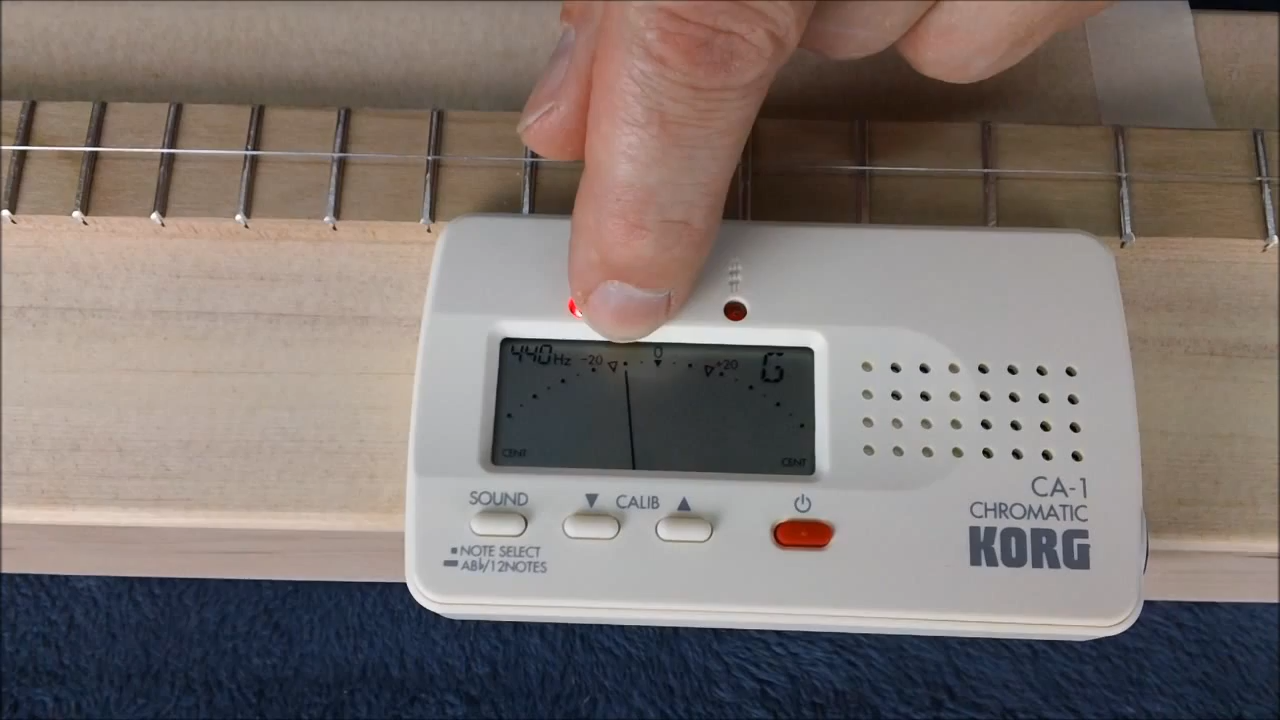 440Hz -20 0 +20 G
CENT CENT
SOUND ▼ CALIB ▲
■ NOTE SELECT
▬ AB♭/12NOTES
CA-1
CHROMATIC
KORG